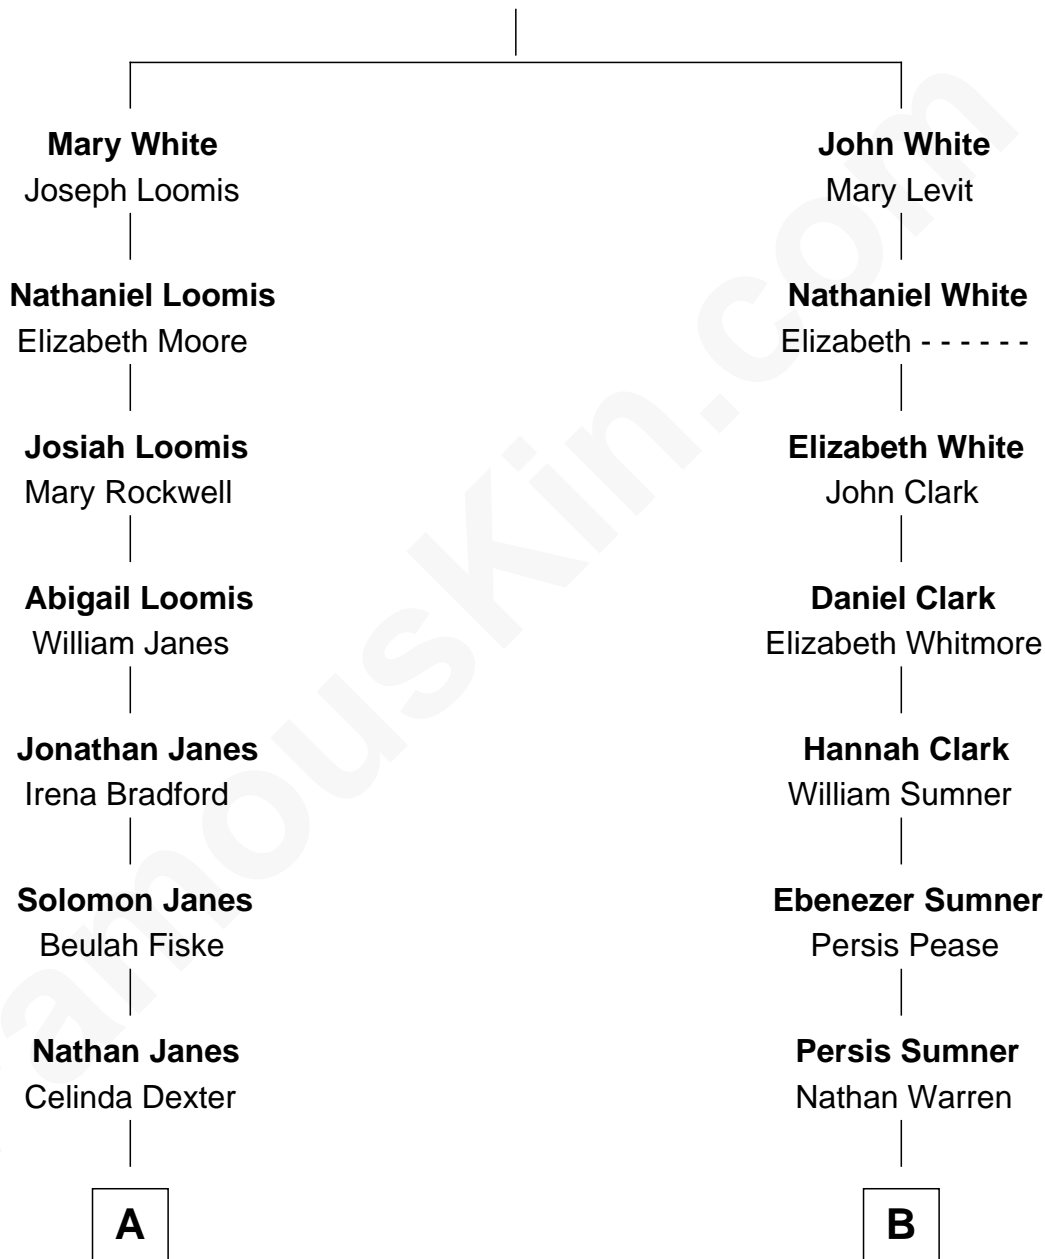 Mary White
Joseph Loomis
Nathaniel Loomis
Elizabeth Moore
Josiah Loomis
Mary Rockwell
Abigail Loomis
William Janes
Jonathan Janes
Irena Bradford
Solomon Janes
Beulah Fiske
Nathan Janes
Celinda Dexter
A
John White
Mary Levit
Nathaniel White
Elizabeth - - - - - -
Elizabeth White
John Clark
Daniel Clark
Elizabeth Whitmore
Hannah Clark
William Sumner
Ebenezer Sumner
Persis Pease
Persis Sumner
Nathan Warren
B
amousKin.com